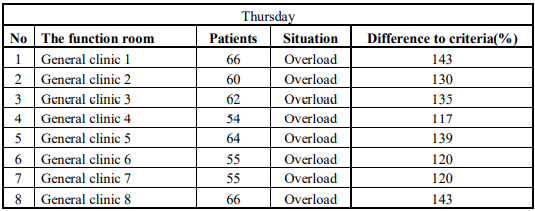 Thursday
No The function room Patients Situation Difference to criteria(%)
1 General clinic 1 66 Overload 143
2 General clinic 2 60 Overload 130
3 General clinic 3 62 Overload 135
4 General clinic 4 54 Overload 117
5 General clinic 5 64 Overload 139
6 General clinic 6 55 Overload 120
7 General clinic 7 55 Overload 120
8 General clinic 8 66 Overload 143